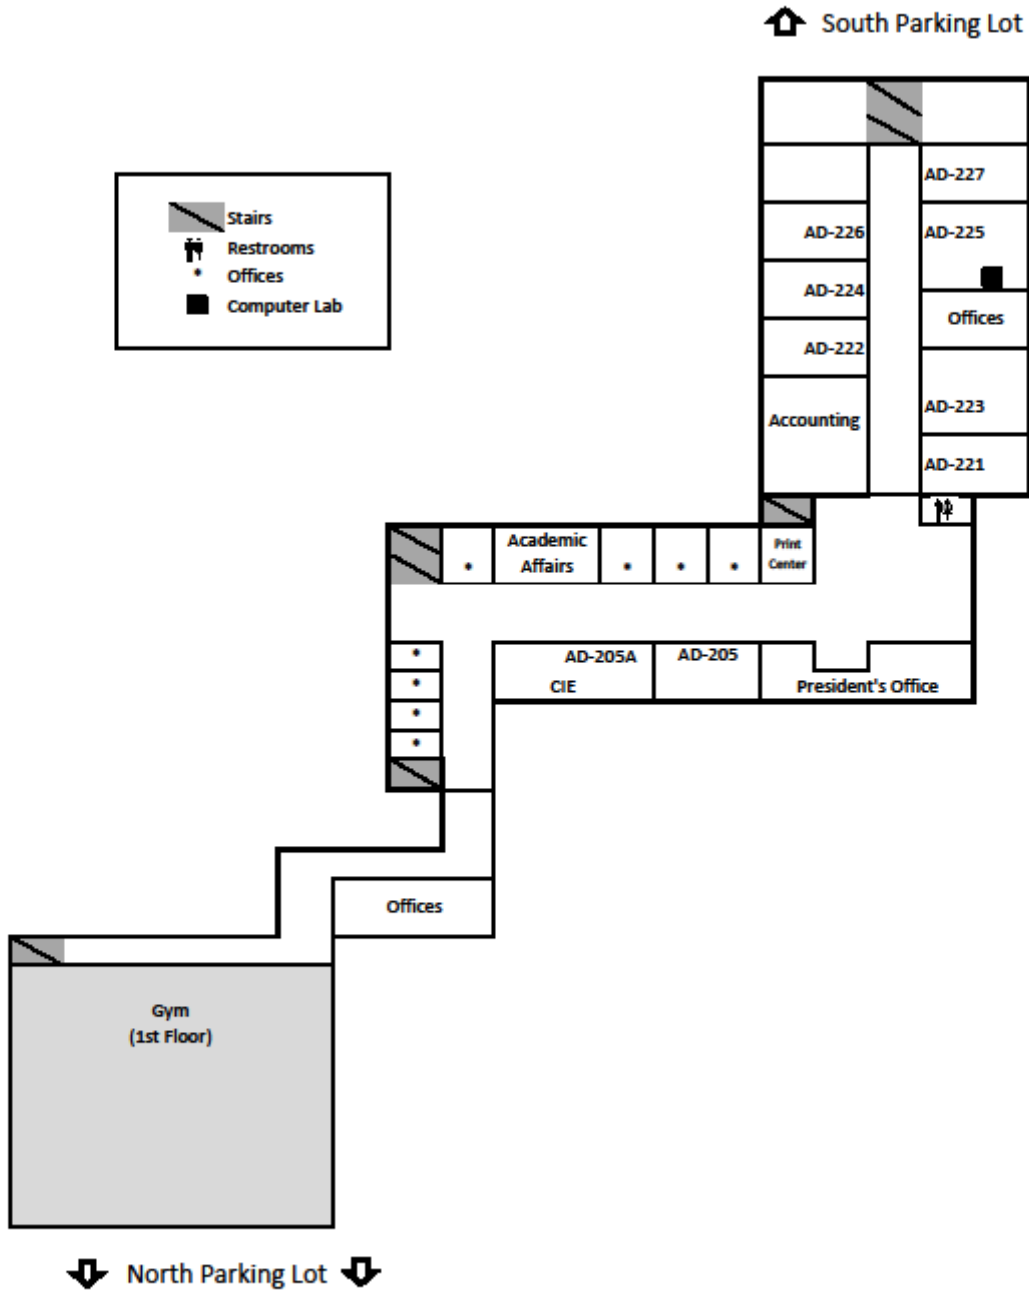 South Parking Lot
Stairs
Restrooms
* Offices
Computer Lab
AD-227
AD-226
AD-225
AD-224
Offices
AD-222
AD-223
Accounting
AD-221
Academic
Affairs
Print
Center
*
*
*
*
*
*
*
*
AD-205A
CIE
AD-205
President's Office
Offices
Gym
(1st Floor)
North Parking Lot